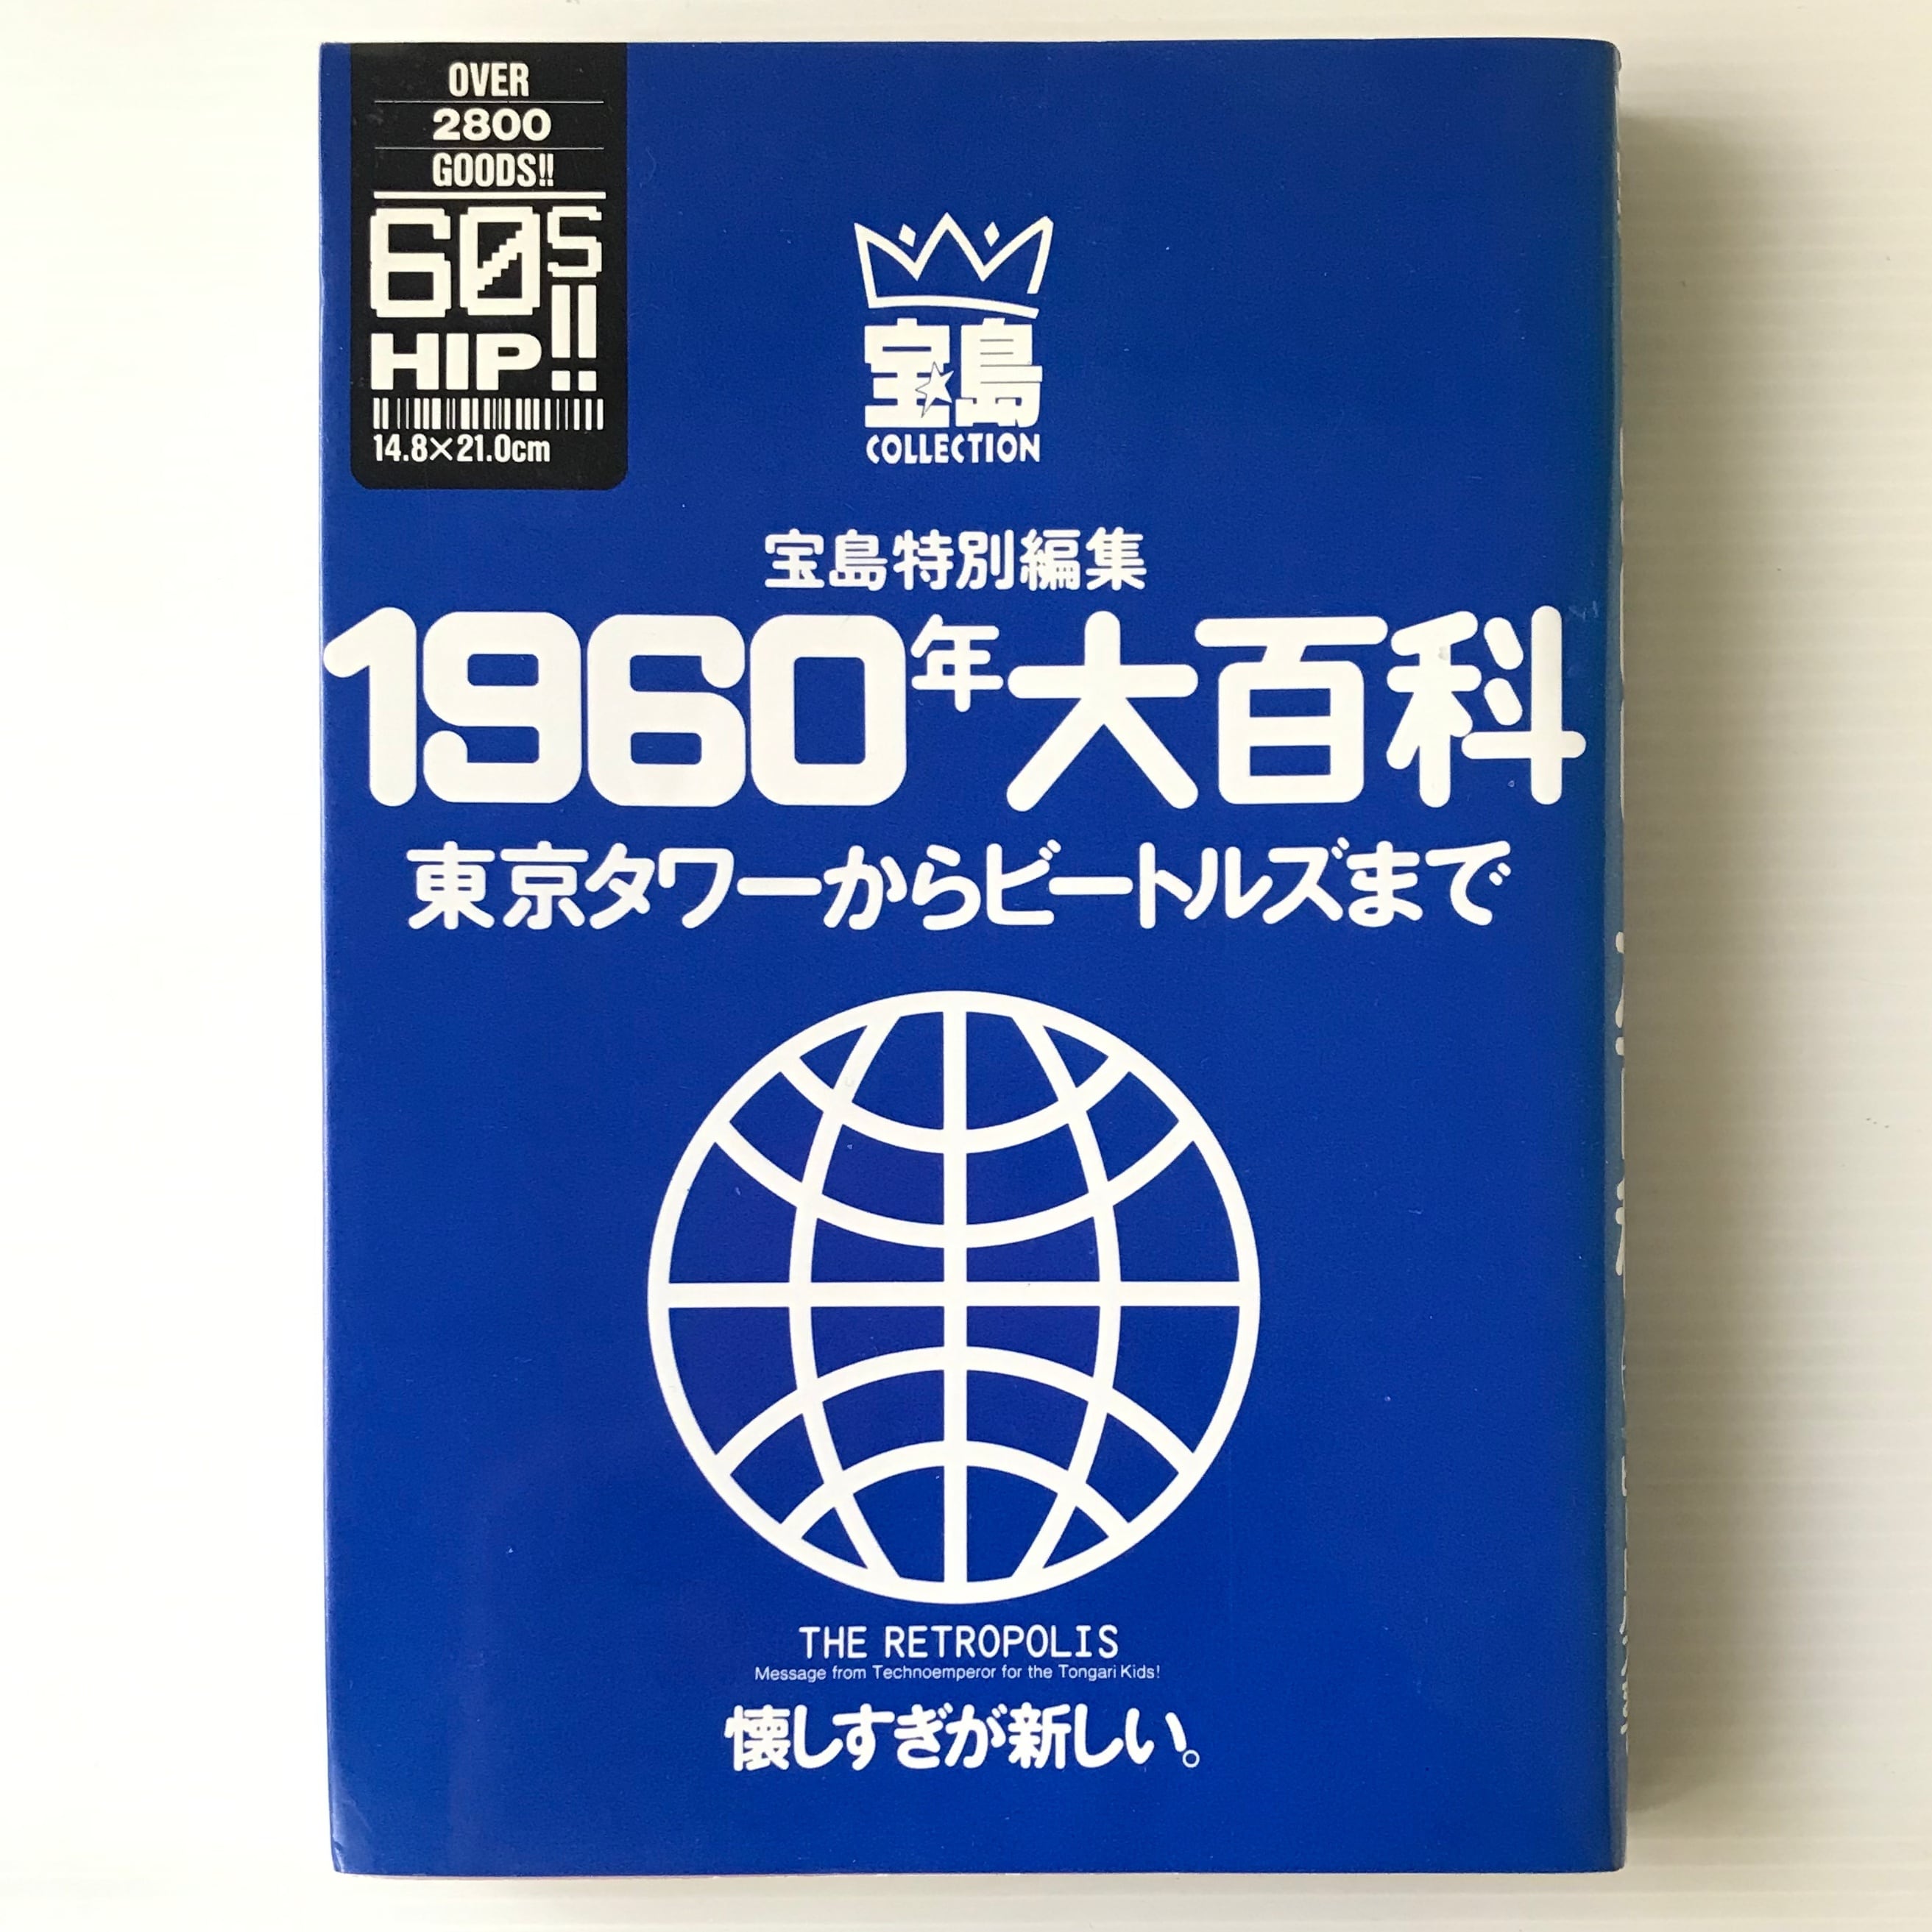 OVER
2800
GOODS!!
60S
HIP!!
14.8×21.0cm
宝島
COLLECTION
宝島特別編集
1960年大百科
東京タワーからビートルズまで
THE RETROPOLIS
Message from Technoemperor for the Tongari Kids!
懐しすぎが新しい。